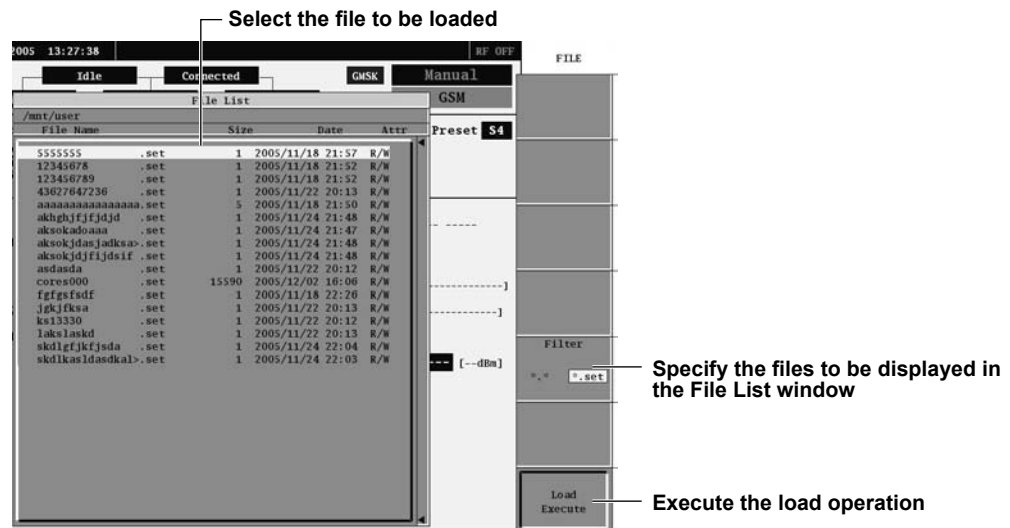 Select the file to be loaded
2005 13:27:38 RF OFF
FILE
Idle Connected GMSK Manual
File List GSM
/mnt/user
File Name Size Date Attr Preset S4
5555555 .set 1 2005/11/18 21:57 R/W
12345678 .set 1 2005/11/18 21:52 R/W
123456789 .set 1 2005/11/18 21:52 R/W
43627647236 .set 1 2005/11/22 20:13 R/W
aaaaaaaaaaaaaaa.set 5 2005/11/18 21:50 R/W
akhghjfjfjdjd .set 1 2005/11/24 21:48 R/W
aksokadoaaa .set 1 2005/11/24 21:47 R/W
aksokjdasjadksa>.set 1 2005/11/24 21:48 R/W
aksokjdjfijdsif .set 1 2005/11/24 21:48 R/W
asdasda .set 1 2005/11/22 20:12 R/W
cores000 .set 15590 2005/12/02 16:06 R/W
fgfgsfsdf .set 1 2005/11/18 22:26 R/W
jgkjfksa .set 1 2005/11/22 20:13 R/W
ks13330 .set 1 2005/11/22 20:12 R/W
lakslaskd .set 1 2005/11/22 20:13 R/W
skdlgfjkfjsda .set 1 2005/11/24 22:04 R/W
skdlkasldasdkal>.set 1 2005/11/24 22:03 R/W
--- [--dBm]
Filter
*.* *.set
Specify the files to be displayed in
the File List window
Load
Execute
Execute the load operation